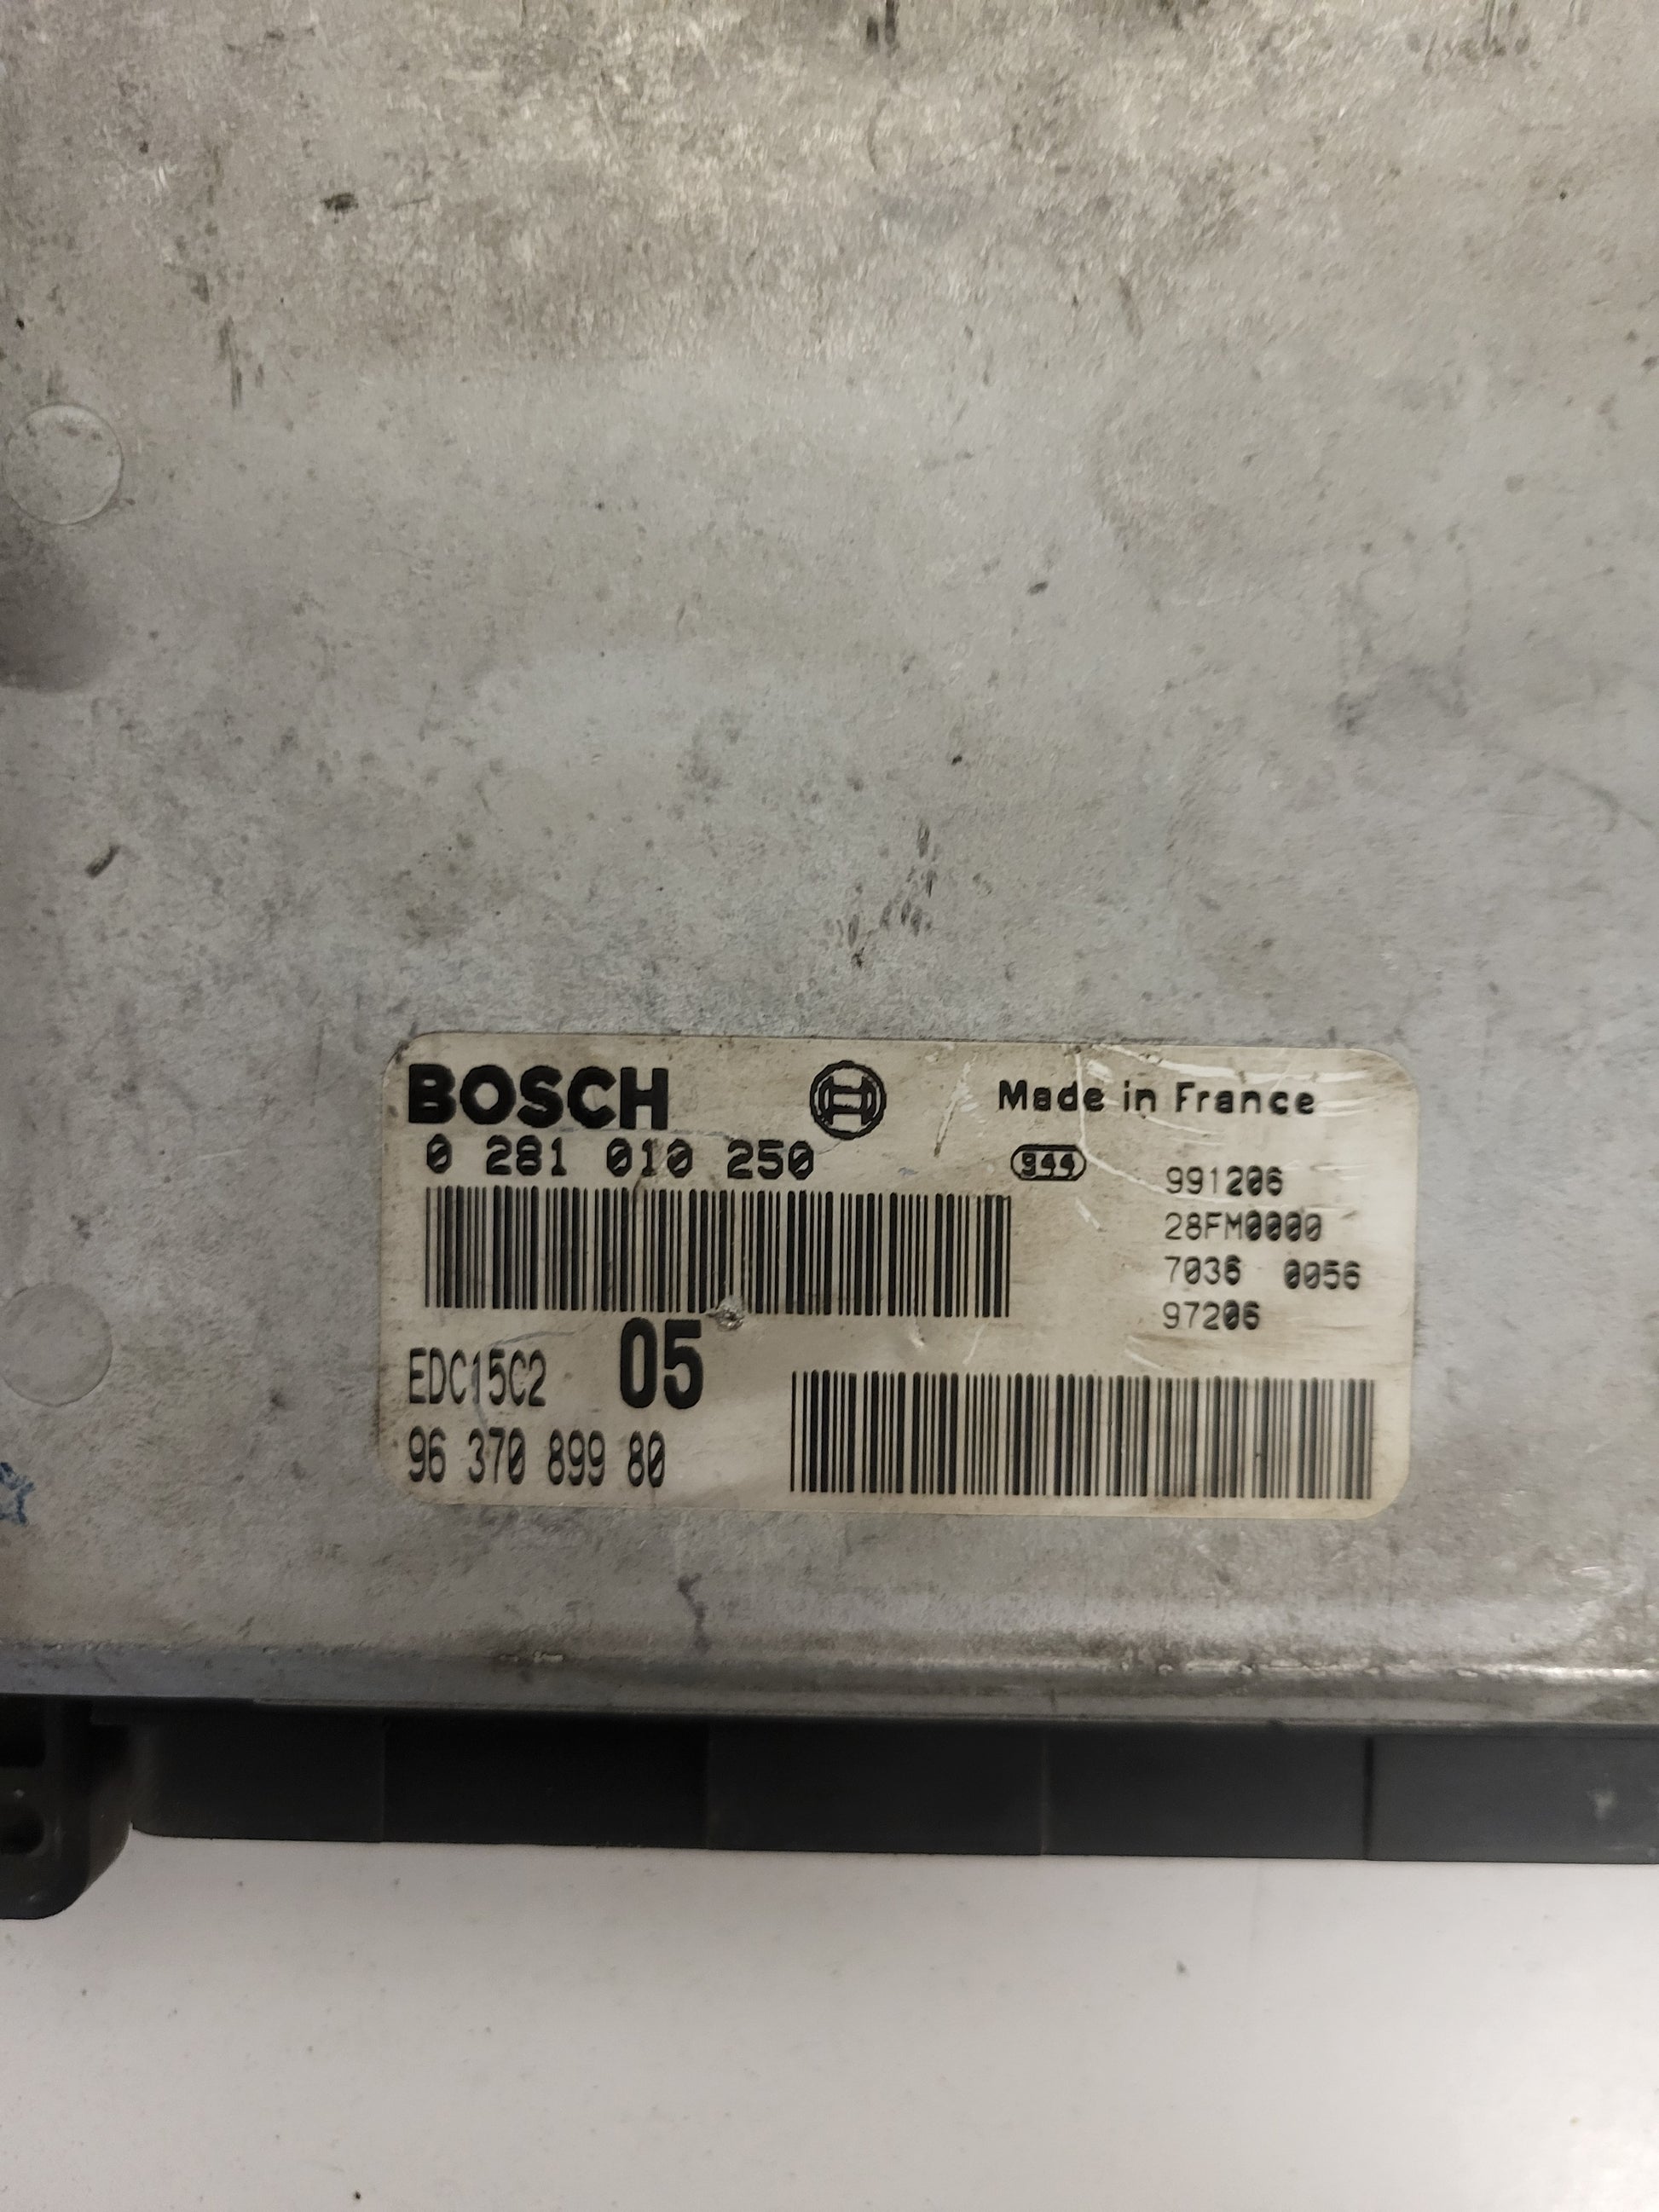 BOSCH
Made in France
0 281 010 250
944
991206
28FM0000
7036 0056
97206
EDC15C2 05
96 370 899 80